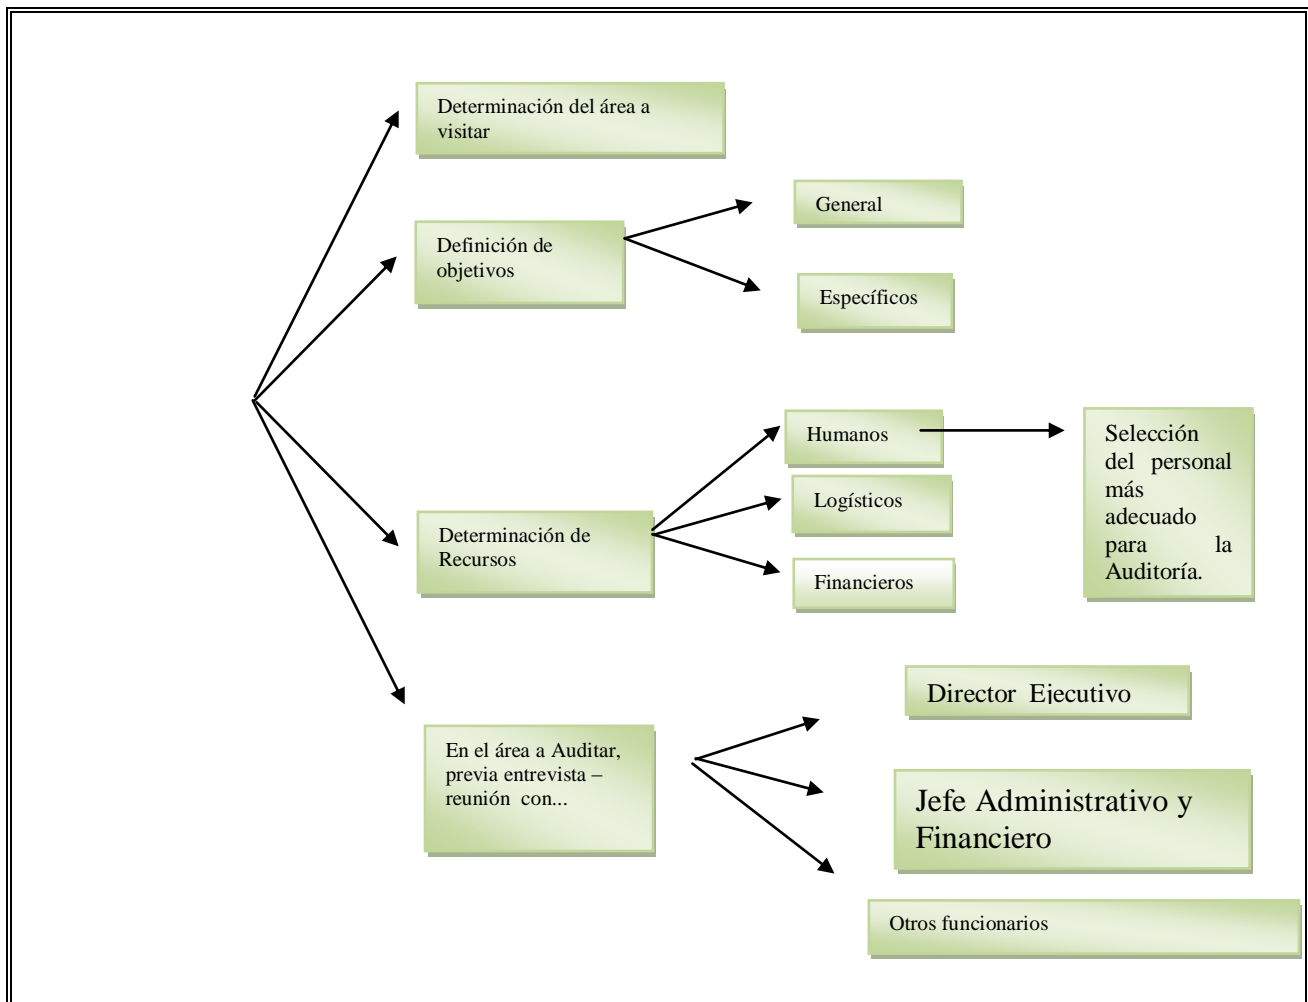 Determinación del área a
visitar
General
Definición de
objetivos
Específicos
Humanos
Selección
del personal
más
adecuado
para la
Auditoría.
Logísticos
Determinación de
Recursos
Financieros
Director Ejecutivo
En el área a Auditar,
previa entrevista –
reunión con...
Jefe Administrativo y
Financiero
Otros funcionarios